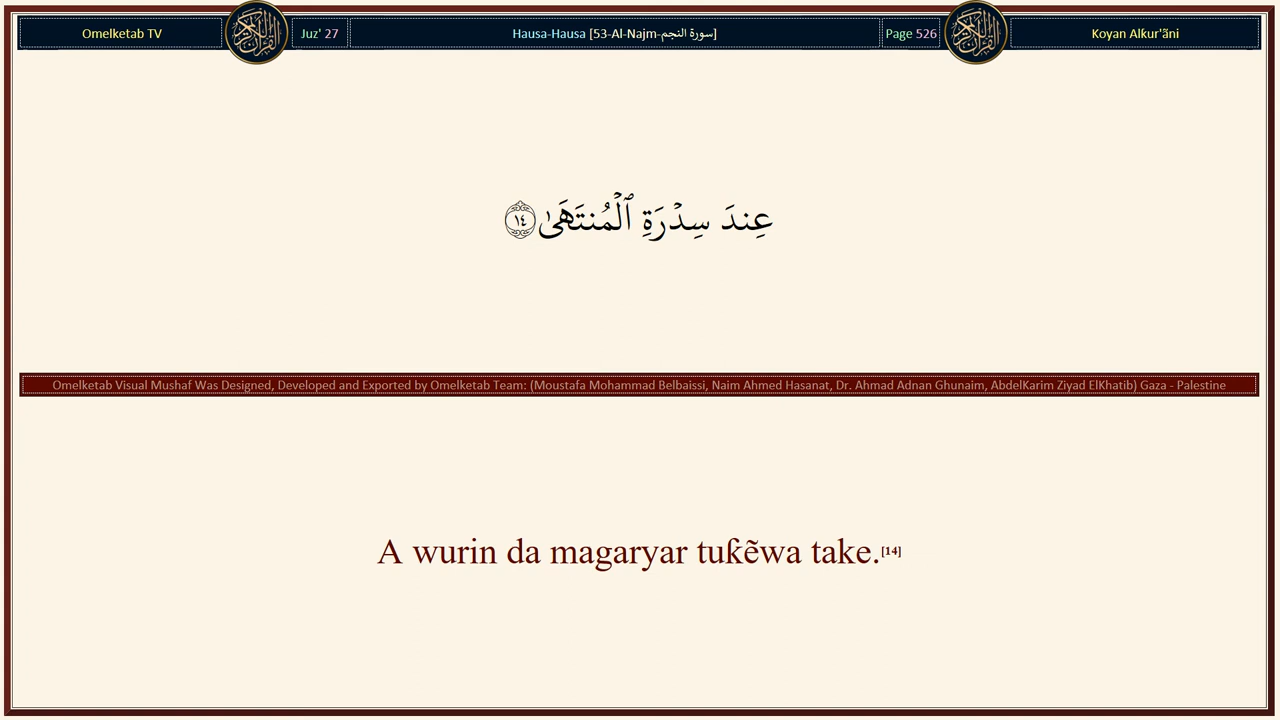 Omelketab TV
Juz' 27
Hausa-Hausa [53-Al-Najm-سورة النجم]
Page 526
Koyan Alƙur'ãni
عِندَ سِدۡرَةِ ٱلۡمُنتَهَىٰ ١٤
Omelketab Visual Mushaf Was Designed, Developed and Exported by Omelketab Team: (Moustafa Mohammad Belbaissi, Naim Ahmed Hasanat, Dr. Ahmad Adnan Ghunaim, AbdelKarim Ziyad ElKhatib) Gaza - Palestine
A wurin da magaryar tuƙẽwa take.[14]